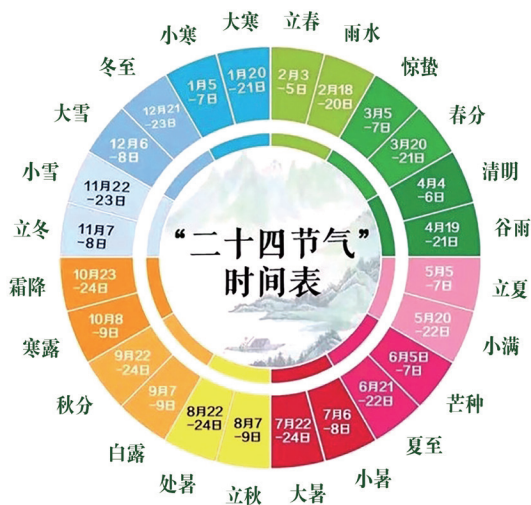 “二十四节气”
时间表
立春
2月3
-5日
雨水
2月18
-20日
惊蛰
3月5
-7日
春分
3月20
-21日
清明
4月4
-6日
谷雨
4月19
-21日
立夏
5月5
-7日
小满
5月20
-22日
芒种
6月5日
-7日
夏至
6月21
-22日
小暑
7月6
-8日
大暑
7月22
-24日
立秋
8月7
-9日
处暑
8月22
-24日
白露
9月7
-9日
秋分
9月22
-24日
寒露
10月8
-9日
霜降
10月23
-24日
立冬
11月7
-8日
小雪
11月22
-23日
大雪
12月6
-8日
冬至
12月21
-23日
小寒
1月5
-7日
大寒
1月20
-21日